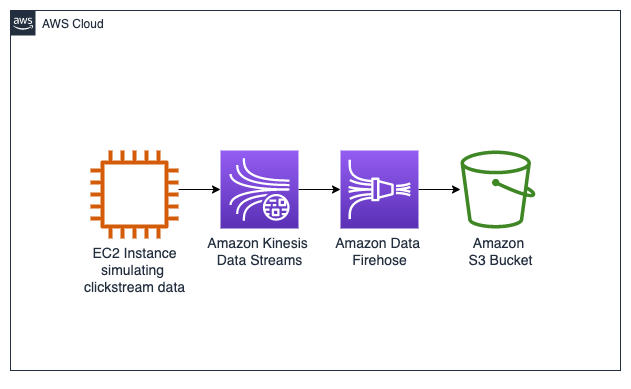 aws
AWS Cloud
EC2 Instance
simulating
clickstream data
Amazon Kinesis
Data Streams
Amazon Data
Firehose
Amazon
S3 Bucket